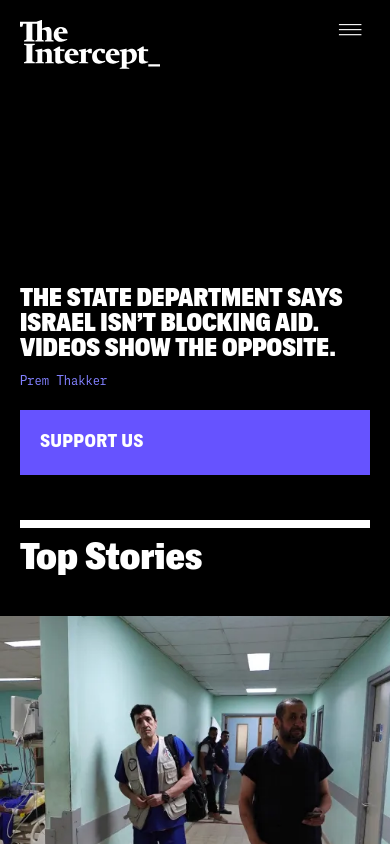 The
Intercept_
THE STATE DEPARTMENT SAYS
ISRAEL ISN’T BLOCKING AID.
VIDEOS SHOW THE OPPOSITE.
Prem Thakker
SUPPORT US
Top Stories